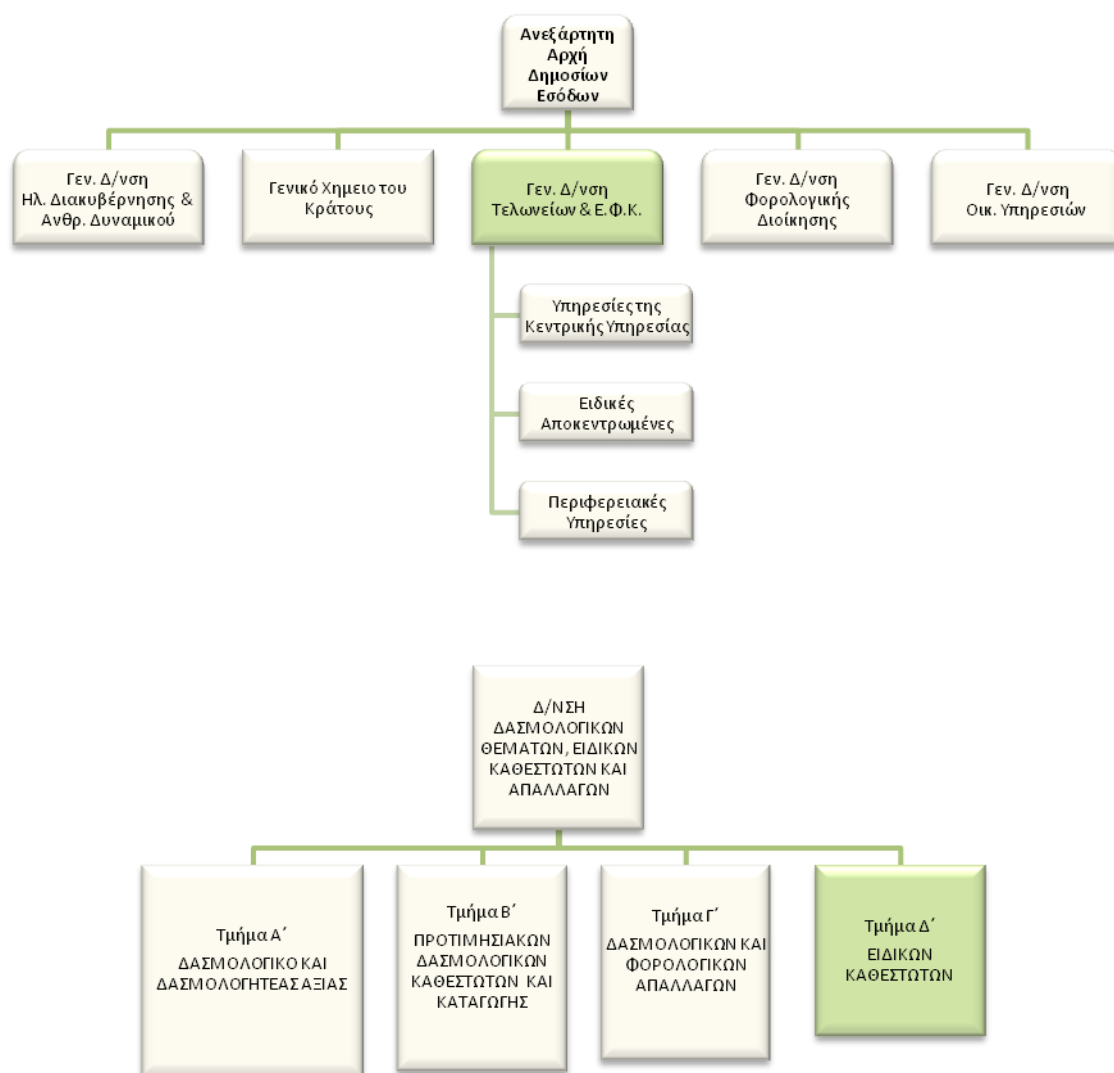 Ανεξάρτητη
Αρχή
Δημοσίων
Εσόδων
Γεν. Δ/νση
Ηλ. Διακυβέρνησης &
Ανθρ. Δυναμικού
Γενικό Χημειο του
Κράτους
Γεν. Δ/νση
Τελωνείων & Ε.Φ.Κ.
Γεν. Δ/νση
Φορολογικής
Διοίκησης
Γεν. Δ/νση
Οικ. Υπηρεσιών
Υπηρεσίες της
Κεντρικής Υπηρεσίας
Ειδικές
Αποκεντρωμένες
Περιφερειακές
Υπηρεσίες
Δ/ΝΣΗ
ΔΑΣΜΟΛΟΓΙΚΩΝ
ΘΕΜΑΤΩΝ, ΕΙΔΙΚΩΝ
ΚΑΘΕΣΤΩΤΩΝ ΚΑΙ
ΑΠΑΛΛΑΓΩΝ
Τμήμα Α΄
ΔΑΣΜΟΛΟΓΙΚΟ ΚΑΙ
ΔΑΣΜΟΛΟΓΗΤΕΑΣ ΑΞΙΑΣ
Τμήμα Β΄
ΠΡΟΤΙΜΗΣΙΑΚΩΝ
ΔΑΣΜΟΛΟΓΙΚΩΝ
ΚΑΘΕΣΤΩΤΩΝ ΚΑΙ
ΚΑΤΑΓΩΓΗΣ
Τμήμα Γ΄
ΔΑΣΜΟΛΟΓΙΚΩΝ ΚΑΙ
ΦΟΡΟΛΟΓΙΚΩΝ
ΑΠΑΛΛΑΓΩΝ
Τμήμα Δ΄
ΕΙΔΙΚΩΝ
ΚΑΘΕΣΤΩΤΩΝ